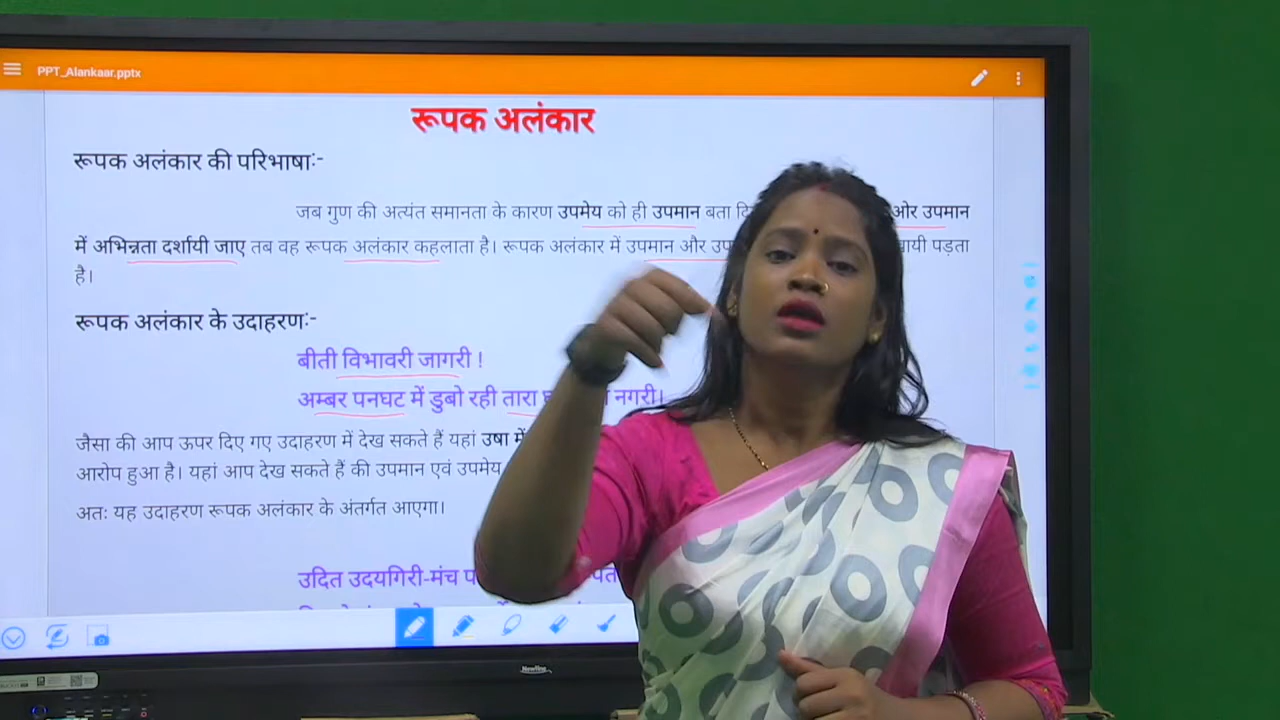 PPT_Alankaar.pptx
रूपक अलंकार
रूपक अलंकार की परिभाषा:-
जब गुण की अत्यंत समानता के कारण उपमेय को ही उपमान बता ओर उपमान
में अभिन्नता दर्शायी जाए तब वह रूपक अलंकार कहलाता है। रूपक अलंकार में उपमान और पड़ता
है।
रूपक अलंकार के उदाहरण:-
बीती विभावरी जागरी !
अम्बर पनघट में डुबो रही तारा नगरी।
जैसा की आप ऊपर दिए गए उदाहरण में देख सकते हैं यहां उषा में
आरोप हुआ है। यहां आप देख सकते हैं की उपमान एवं उपमेय
अतः यह उदाहरण रूपक अलंकार के अंतर्गत आएगा।
उदित उदयगिरी-मंच
Newline